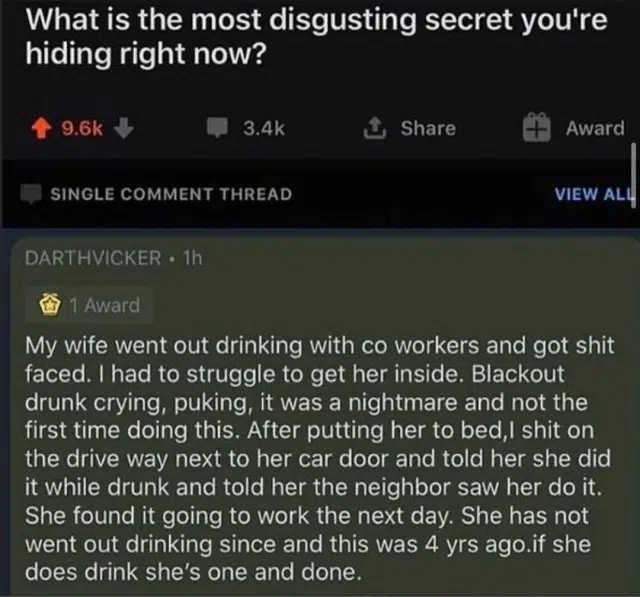 What is the most disgusting secret you're
hiding right now?
9.6k 3.4k Share Award
SINGLE COMMENT THREAD VIEW ALL
DARTHVICKER • 1h
1 Award
My wife went out drinking with co workers and got shit
faced. I had to struggle to get her inside. Blackout
drunk crying, puking, it was a nightmare and not the
first time doing this. After putting her to bed,I shit on
the drive way next to her car door and told her she did
it while drunk and told her the neighbor saw her do it.
She found it going to work the next day. She has not
went out drinking since and this was 4 yrs ago.if she
does drink she's one and done.